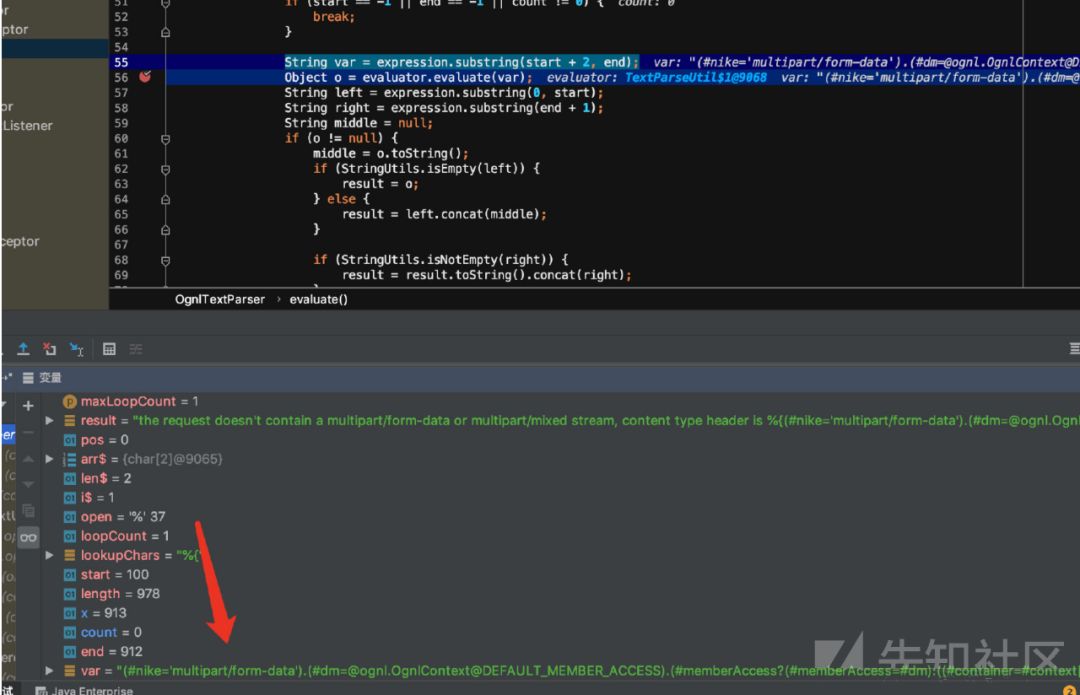 51 if (start == -1 || end == -1 || count != 0) { count: 0
52 break;
53 }
54
55 String var = expression.substring(start + 2, end); var: "(#nike='multipart/form-data').(#dm=@ognl.OgnlContext@D
56 Object o = evaluator.evaluate(var); evaluator: TextParseUtil$1@9068 var: "(#nike='multipart/form-data').(#dm=@
57 String left = expression.substring(0, start);
58 String right = expression.substring(end + 1);
59 String middle = null;
60 if (o != null) {
61 middle = o.toString();
62 if (StringUtils.isEmpty(left)) {
63 result = o;
64 } else {
65 result = left.concat(middle);
66 }
67
68 if (StringUtils.isNotEmpty(right)) {
69 result = result.toString().concat(right);
or
ptor
or
Listener
ceptor
OgnlTextParser › evaluate()
变量
maxLoopCount = 1
result = "the request doesn't contain a multipart/form-data or multipart/mixed stream, content type header is %{(#nike='multipart/form-data').(#dm=@ognl.Ognl
pos = 0
arr$ = {char[2]@9065}
len$ = 2
i$ = 1
open = '%' 37
loopCount = 1
lookupChars = "%{"
start = 100
length = 978
x = 913
count = 0
end = 912
var = "(#nike='multipart/form-data').(#dm=@ognl.OgnlContext@DEFAULT_MEMBER_ACCESS).(#memberAccess?(#memberAccess=#dm):((#container=#context
先知社区
试 Java Enterprise